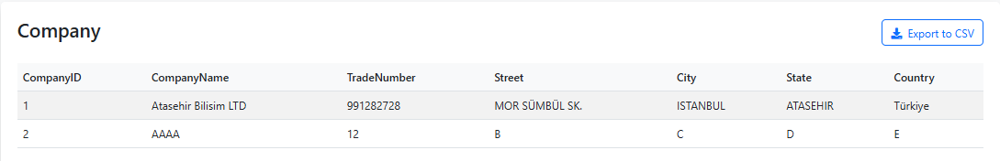 Company
Export to CSV
CompanyID CompanyName TradeNumber Street City State Country
1 Atasehir Bilisim LTD 991282728 MOR SÜMBÜL SK. ISTANBUL ATASEHIR Türkiye
2 AAAA 12 B C D E